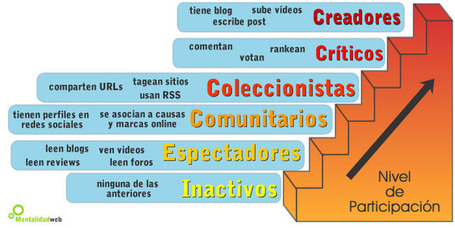 tiene blog sube videos
escribe post
Creadores
comentan rankean
votan
Críticos
comparten URLs tagean sitios
usan RSS
Coleccionistas
tienen perfiles en
redes sociales
se asocian a causas
y marcas online
Comunitarios
leen blogs ven videos
leen reviews leen foros
Espectadores
ninguna de las
anteriores
Inactivos
Nivel
de
Participación
Mentalidadweb